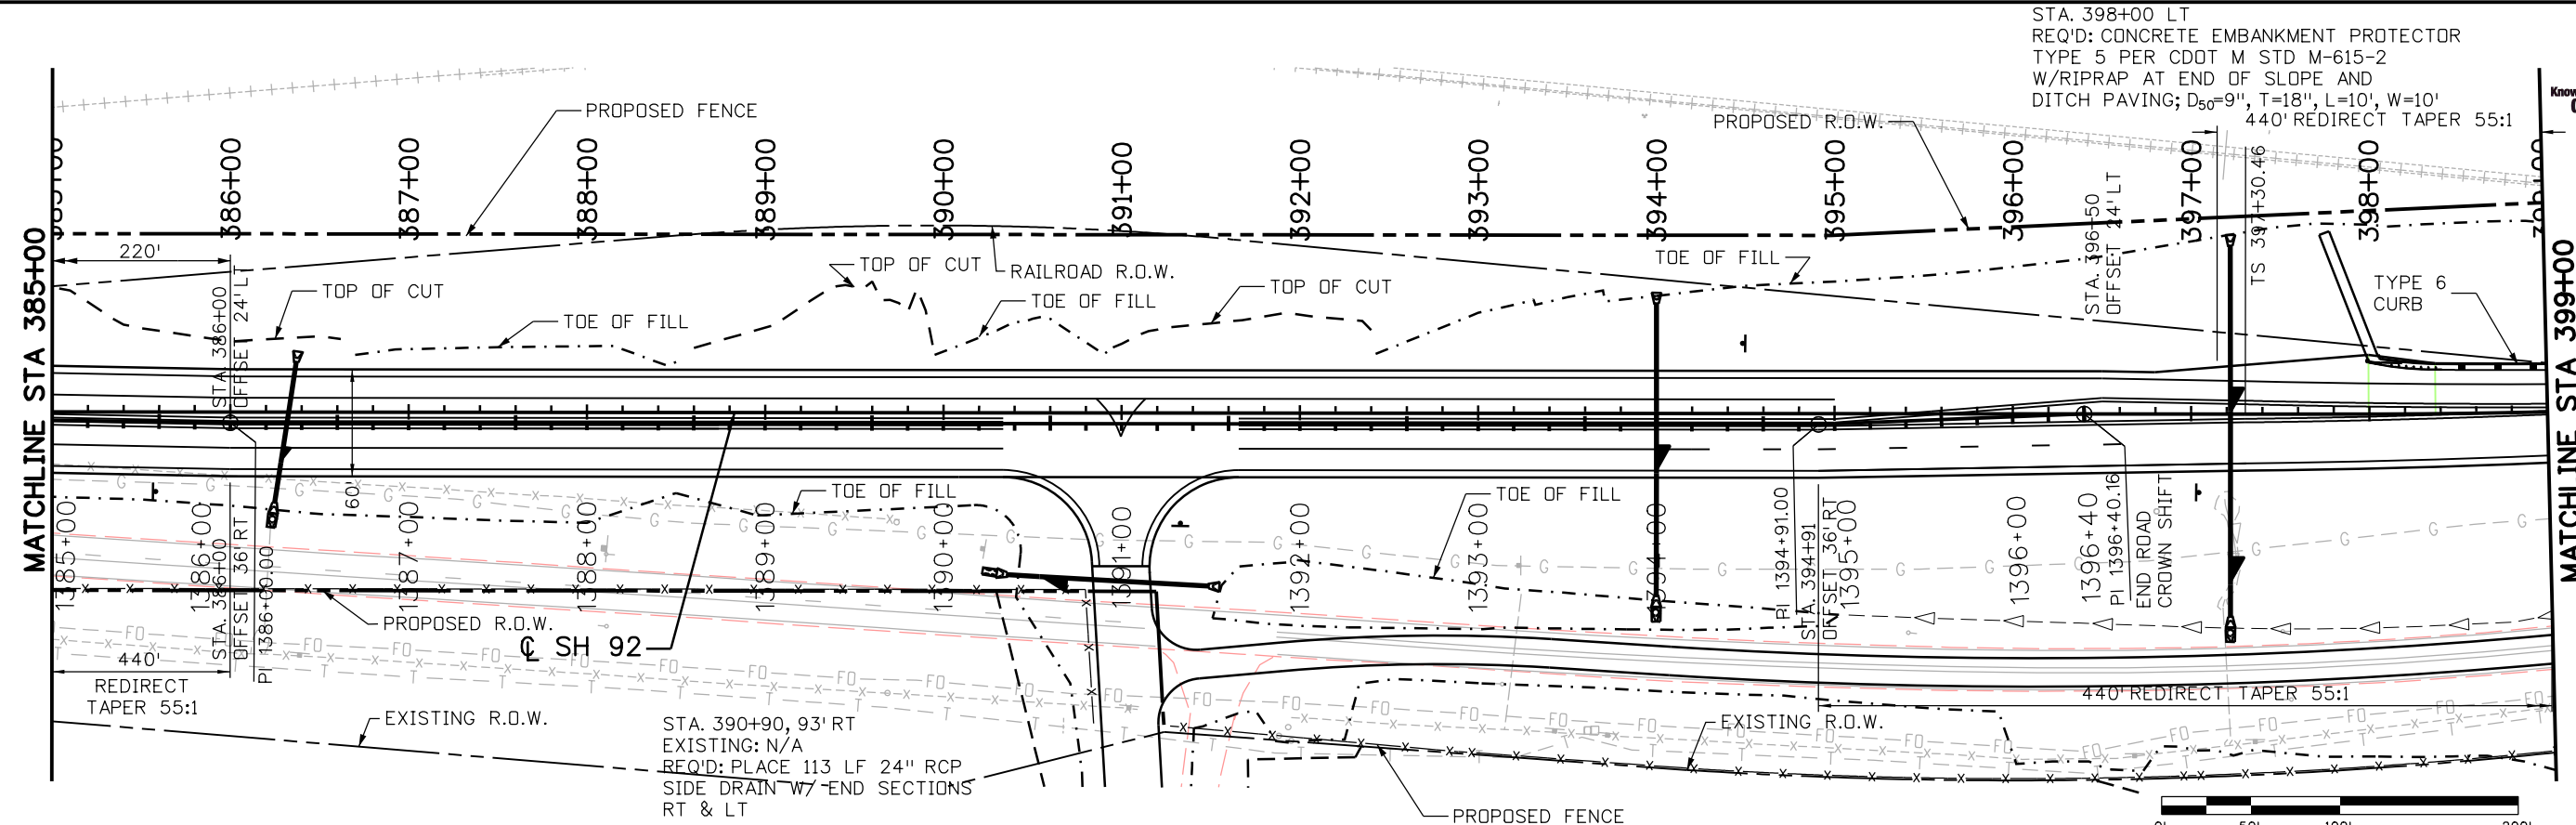 STA. 398+00 LT
REQ'D: CONCRETE EMBANKMENT PROTECTOR
TYPE 5 PER CDOT M STD M-615-2
W/RIPRAP AT END OF SLOPE AND
DITCH PAVING; D50=9", T=18", L=10', W=10'
440' REDIRECT TAPER 55:1
PROPOSED FENCE
PROPOSED R.O.W.
386+00
387+00
388+00
389+00
390+00
391+00
392+00
393+00
394+00
395+00
396+00
397+00
398+00
MATCHLINE STA 385+00
MATCHLINE STA 399+00
220'
STA. 386+00
OFFSET 24' LT
TOP OF CUT
TOE OF FILL
TOP OF CUT
RAILROAD R.O.W.
TOE OF FILL
TOP OF CUT
TOE OF FILL
STA. 396+50
OFFSET 24' LT
TS 397+30.46
TYPE 6
CURB
60'
TOE OF FILL
TOE OF FILL
1385+00
1386+00
1387+00
1388+00
1389+00
1390+00
1391+00
1392+00
1393+00
1394+00
1395+00
1396+00
1396+40
STA. 386+00
OFFSET 36' RT
PI 1386+00.00
PI 1394+91.00
STA. 394+91
OFFSET 36' RT
PI 1396+40.16
END ROAD
CROWN SHIFT
PROPOSED R.O.W.
℄ SH 92
440'
REDIRECT
TAPER 55:1
EXISTING R.O.W.
STA. 390+90, 93' RT
EXISTING: N/A
REQ'D: PLACE 113 LF 24" RCP
SIDE DRAIN W/ END SECTIONS
RT & LT
440' REDIRECT TAPER 55:1
EXISTING R.O.W.
PROPOSED FENCE